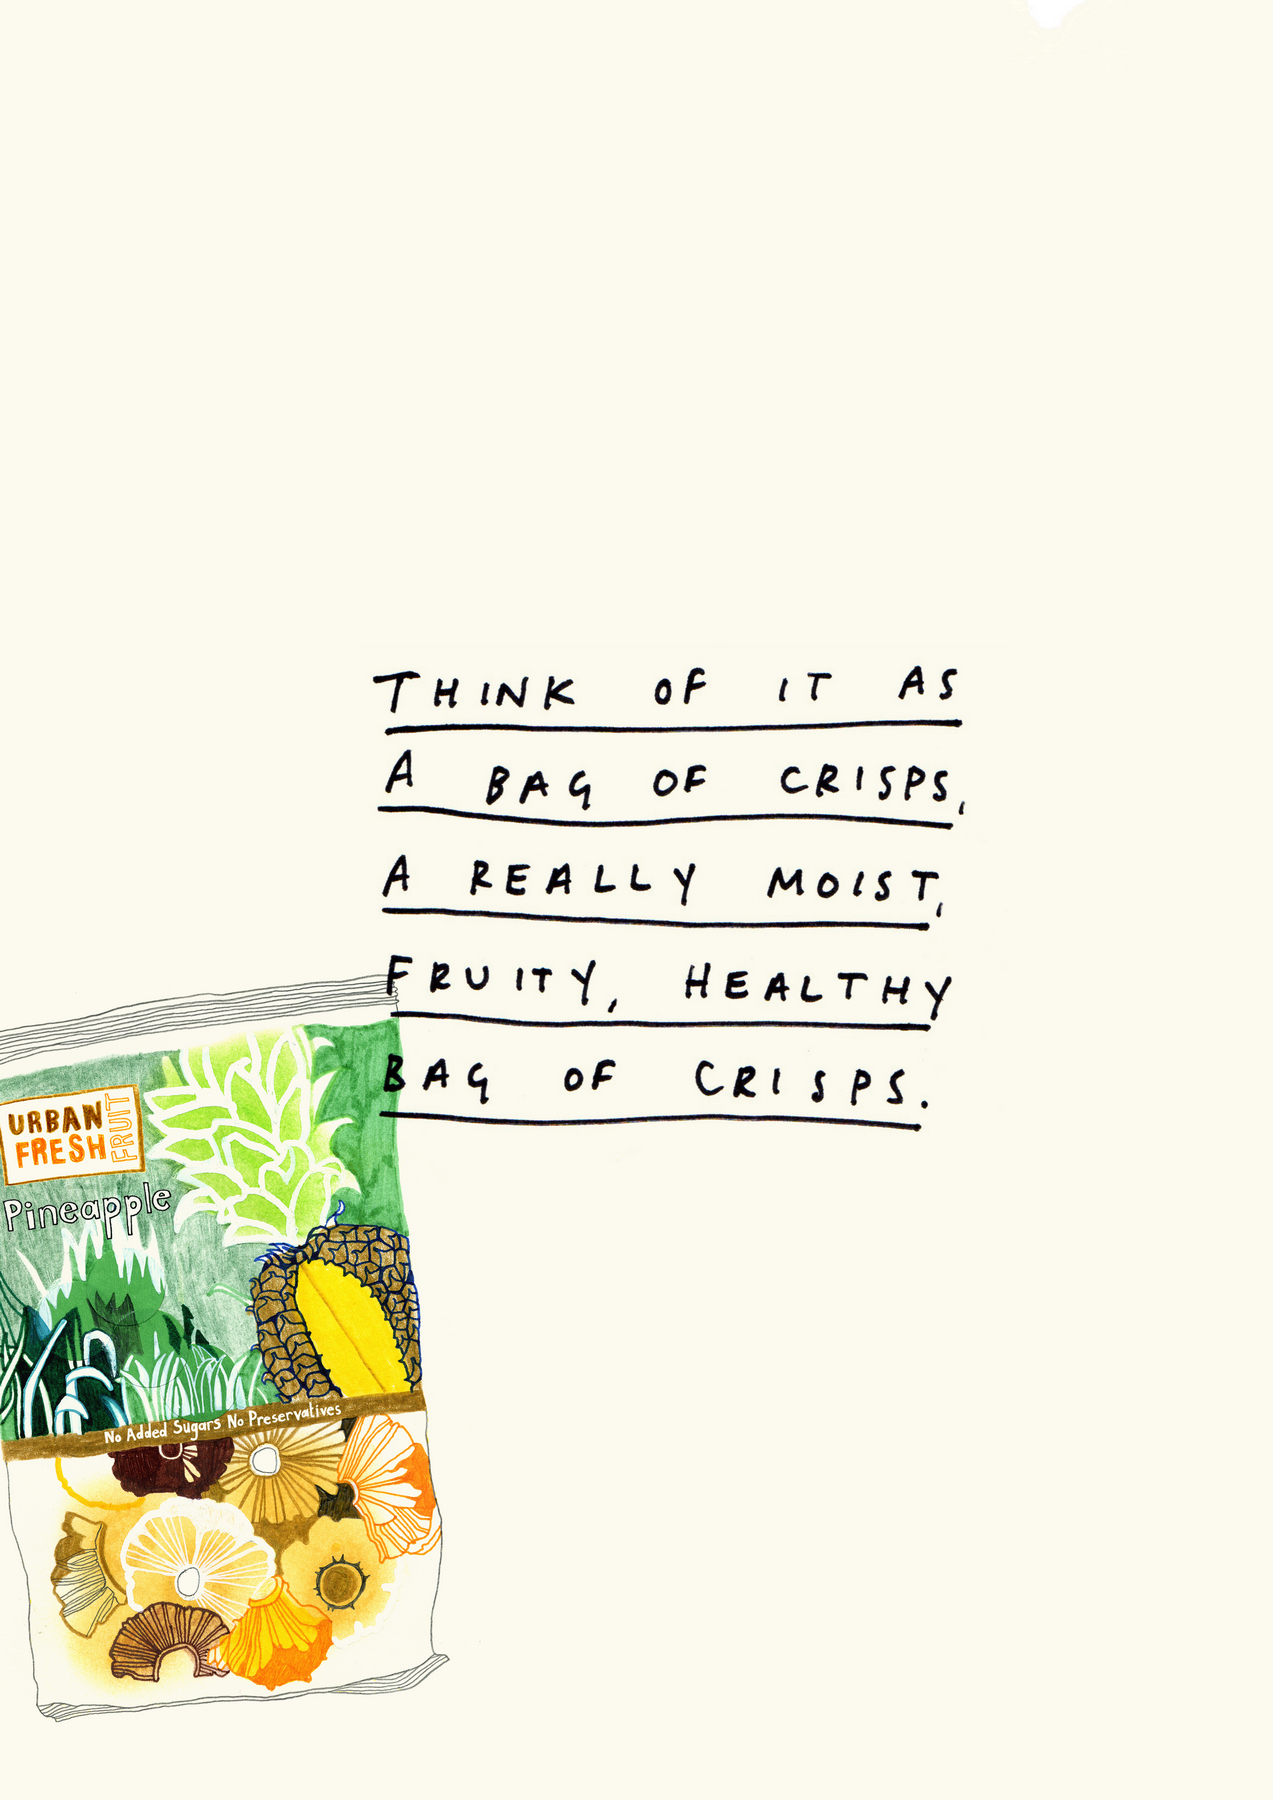 THINK OF IT AS
A BAG OF CRISPS,
A REALLY MOIST,
FRUITY, HEALTHY
BAG OF CRISPS.
URBAN
FRESH
FRUIT
Pineapple
No Added Sugars No Preservatives